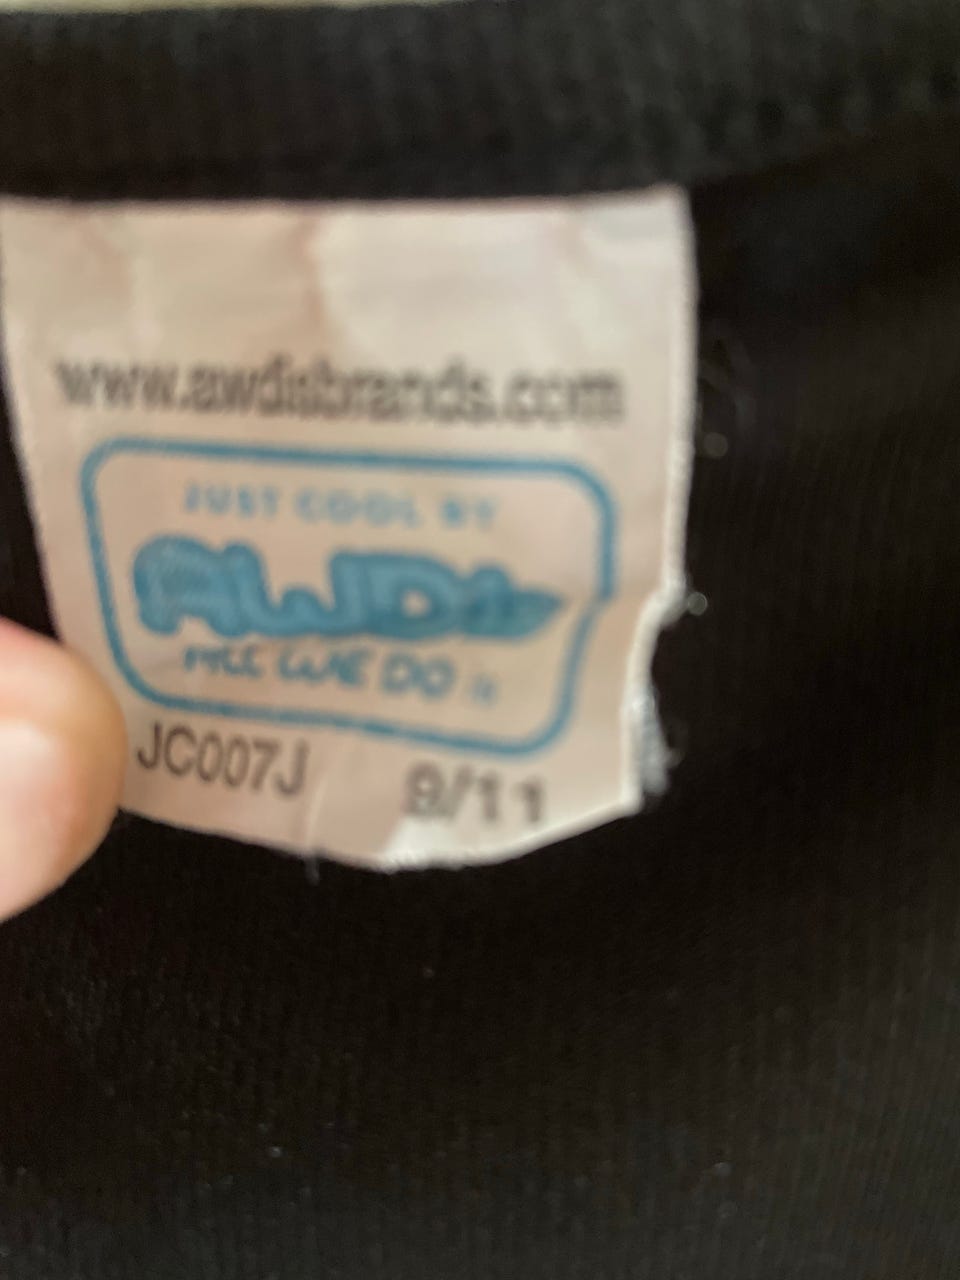 www.awdisbrands.com
JUST COOL BY
AWDis
ALL WE DO is
JC007J 9/11